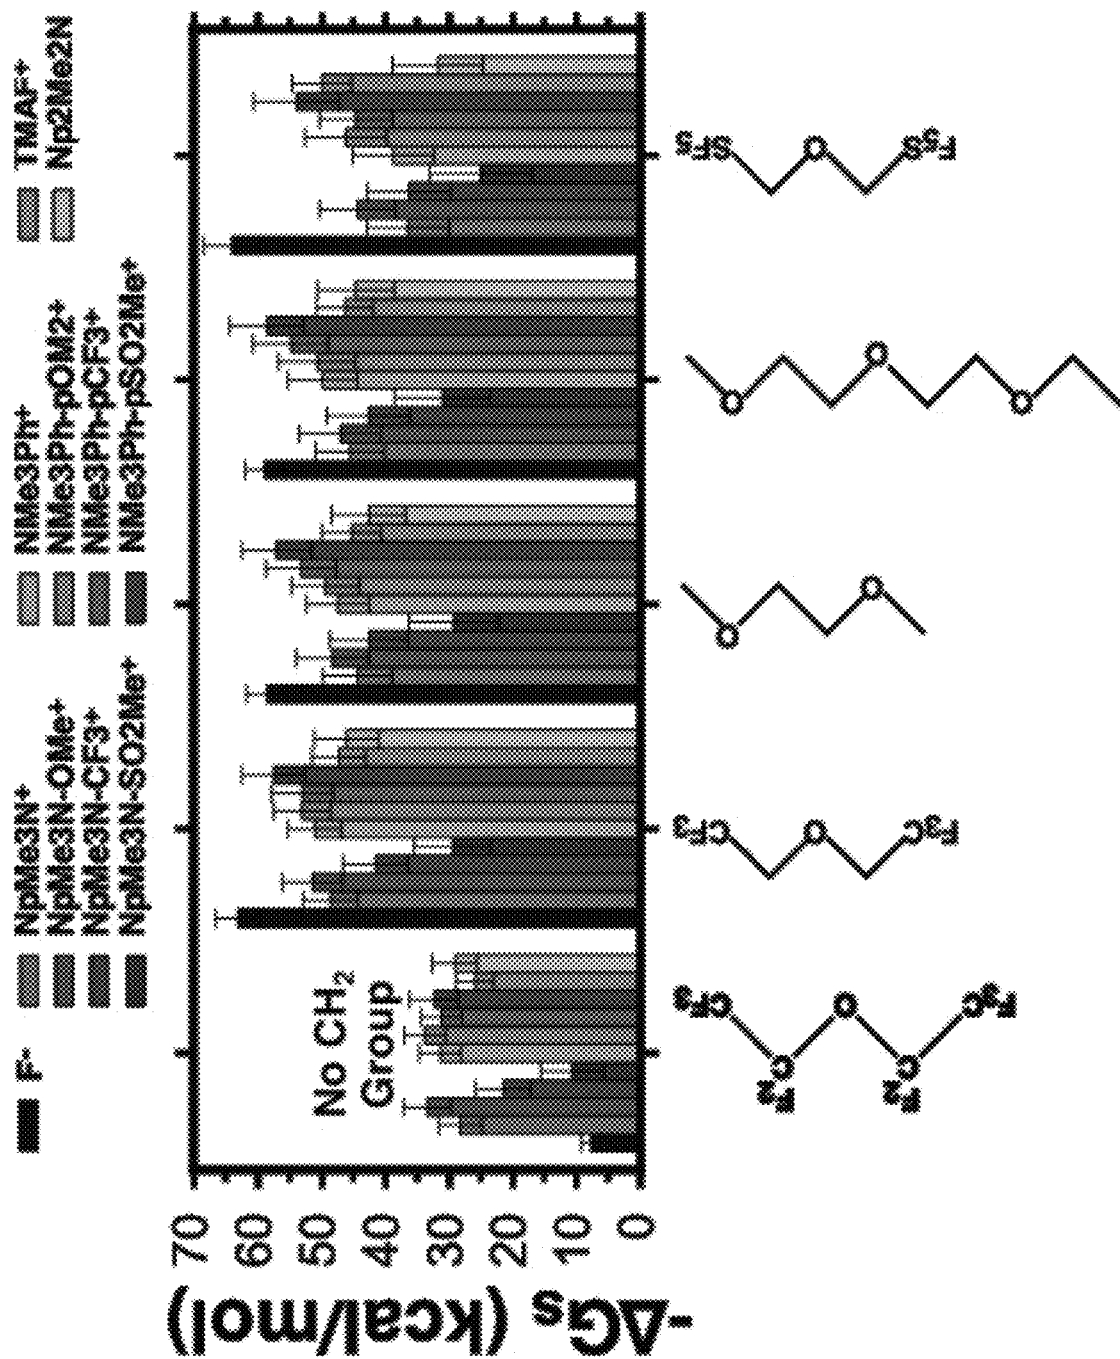 F-
NpMe3N+
NpMe3N-OMe+
NpMe3N-CF3+
NpMe3N-SO2Me+
NMe3Ph+
NMe3Ph-pOM2+
NMe3Ph-pCF3+
NMe3Ph-pSO2Me+
TMAF+
Np2Me2N
-ΔGs (kcal/mol)
70
60
50
40
30
20
10
0
No CH2
Group
CF3
C
F2
O
C
F2
F3C
CF3
O
F3C
O
O
O
O
O
SF5
O
F5S